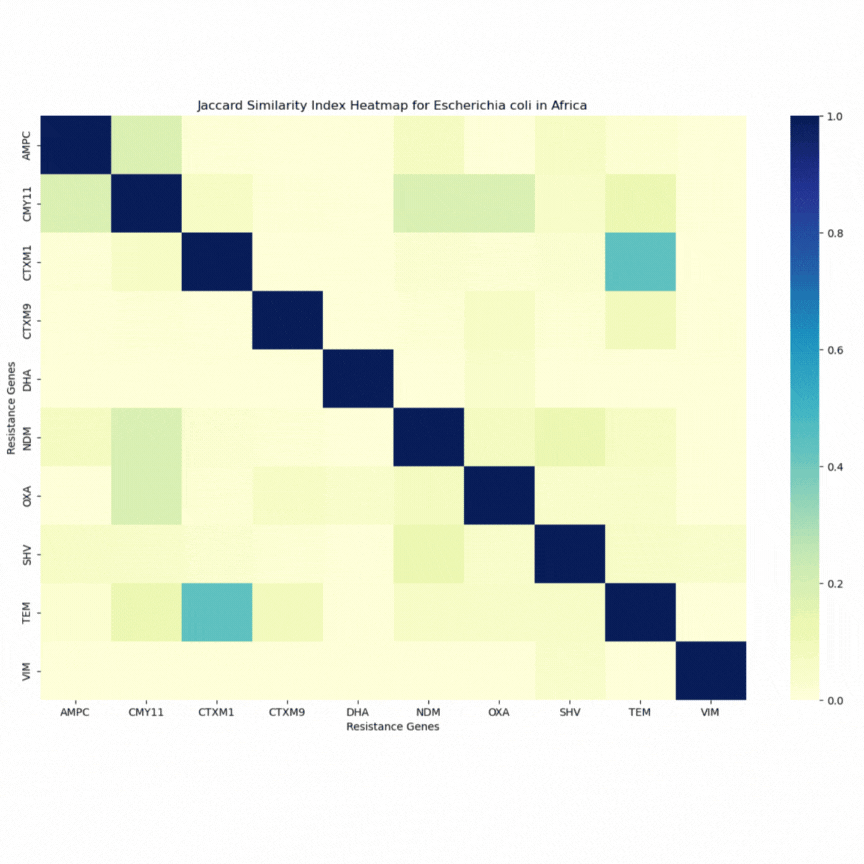 Jaccard Similarity Index Heatmap for Escherichia coli in Africa
Resistance Genes
AMPC
CMY11
CTXM1
CTXM9
DHA
NDM
OXA
SHV
TEM
VIM
AMPC CMY11 CTXM1 CTXM9 DHA NDM OXA SHV TEM VIM
Resistance Genes
1.0
0.8
0.6
0.4
0.2
0.0